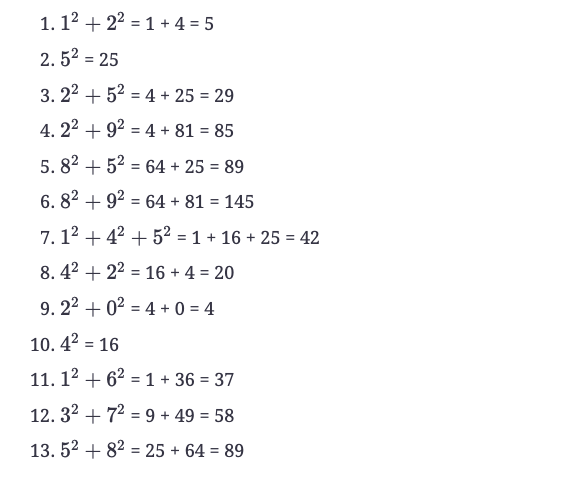 1. 1² + 2² = 1 + 4 = 5
2. 5² = 25
3. 2² + 5² = 4 + 25 = 29
4. 2² + 9² = 4 + 81 = 85
5. 8² + 5² = 64 + 25 = 89
6. 8² + 9² = 64 + 81 = 145
7. 1² + 4² + 5² = 1 + 16 + 25 = 42
8. 4² + 2² = 16 + 4 = 20
9. 2² + 0² = 4 + 0 = 4
10. 4² = 16
11. 1² + 6² = 1 + 36 = 37
12. 3² + 7² = 9 + 49 = 58
13. 5² + 8² = 25 + 64 = 89